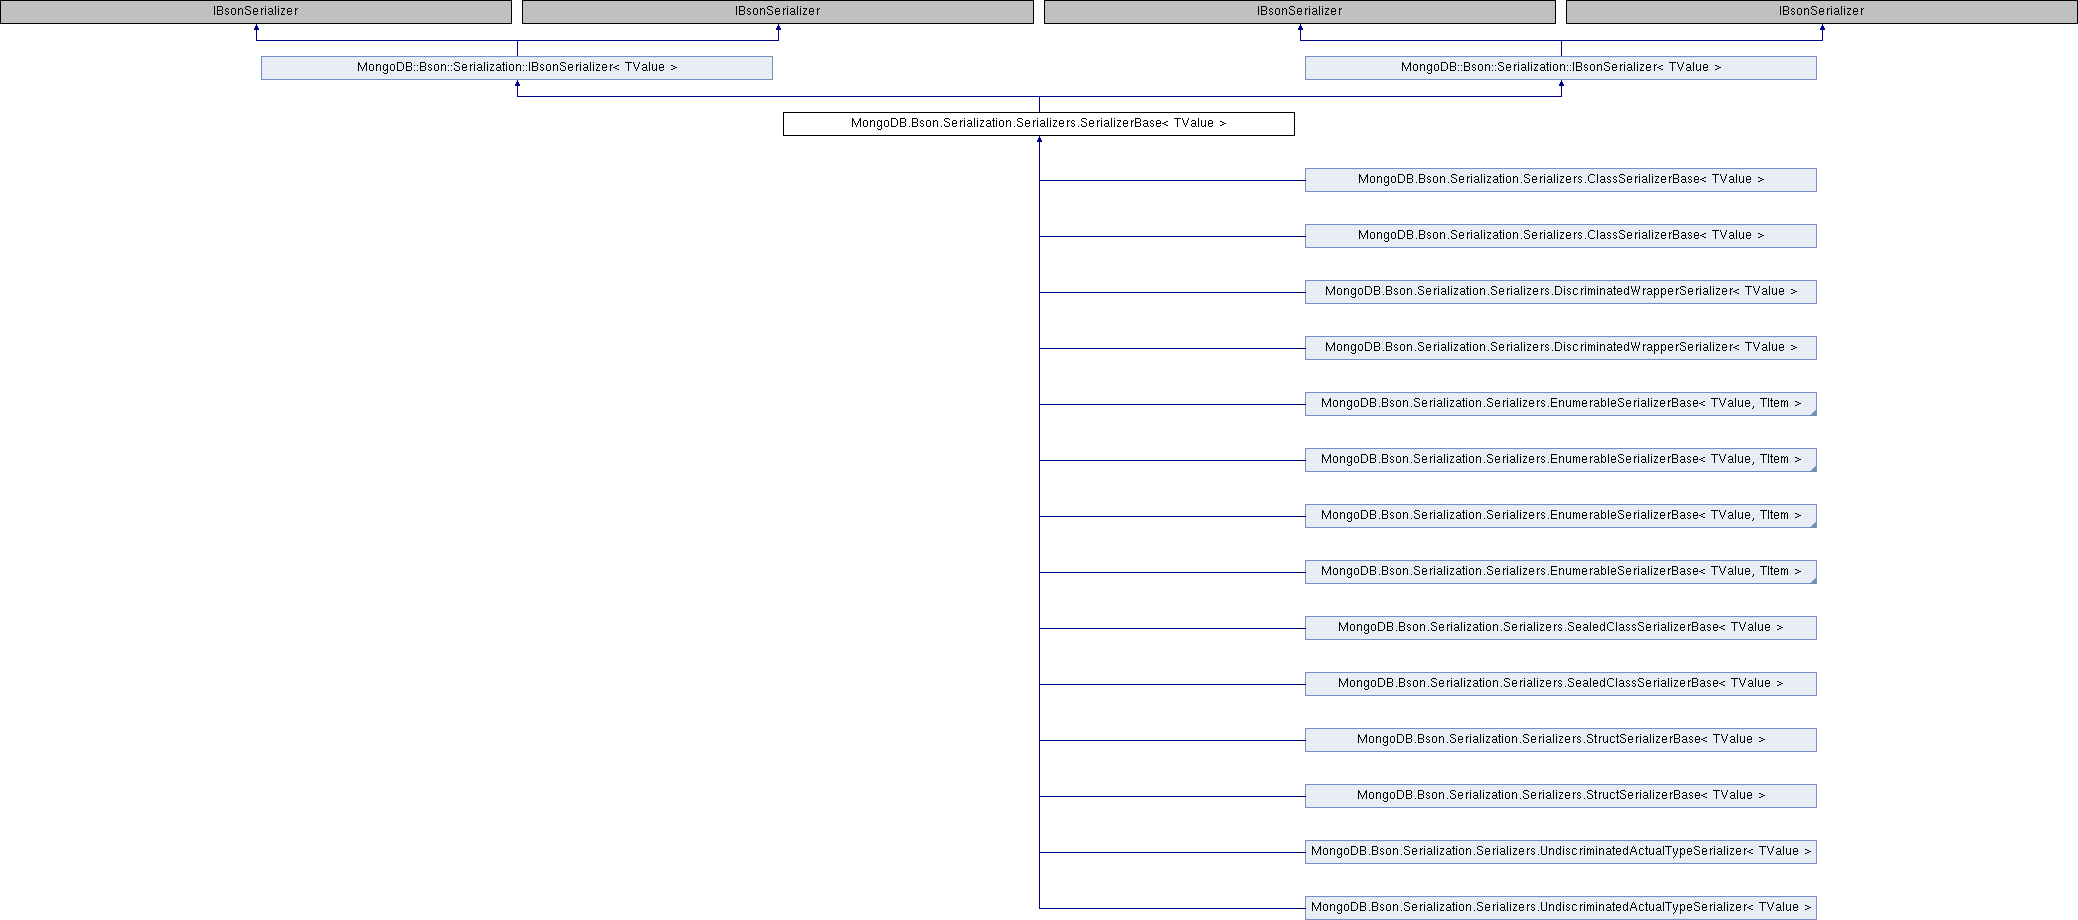 IBsonSerializer
IBsonSerializer
IBsonSerializer
IBsonSerializer
MongoDB::Bson::Serialization::IBsonSerializer< TValue >
MongoDB::Bson::Serialization::IBsonSerializer< TValue >
MongoDB.Bson.Serialization.Serializers.SerializerBase< TValue >
MongoDB.Bson.Serialization.Serializers.ClassSerializerBase< TValue >
MongoDB.Bson.Serialization.Serializers.ClassSerializerBase< TValue >
MongoDB.Bson.Serialization.Serializers.DiscriminatedWrapperSerializer< TValue >
MongoDB.Bson.Serialization.Serializers.DiscriminatedWrapperSerializer< TValue >
MongoDB.Bson.Serialization.Serializers.EnumerableSerializerBase< TValue, TItem >
MongoDB.Bson.Serialization.Serializers.EnumerableSerializerBase< TValue, TItem >
MongoDB.Bson.Serialization.Serializers.EnumerableSerializerBase< TValue, TItem >
MongoDB.Bson.Serialization.Serializers.EnumerableSerializerBase< TValue, TItem >
MongoDB.Bson.Serialization.Serializers.SealedClassSerializerBase< TValue >
MongoDB.Bson.Serialization.Serializers.SealedClassSerializerBase< TValue >
MongoDB.Bson.Serialization.Serializers.StructSerializerBase< TValue >
MongoDB.Bson.Serialization.Serializers.StructSerializerBase< TValue >
MongoDB.Bson.Serialization.Serializers.UndiscriminatedActualTypeSerializer< TValue >
MongoDB.Bson.Serialization.Serializers.UndiscriminatedActualTypeSerializer< TValue >